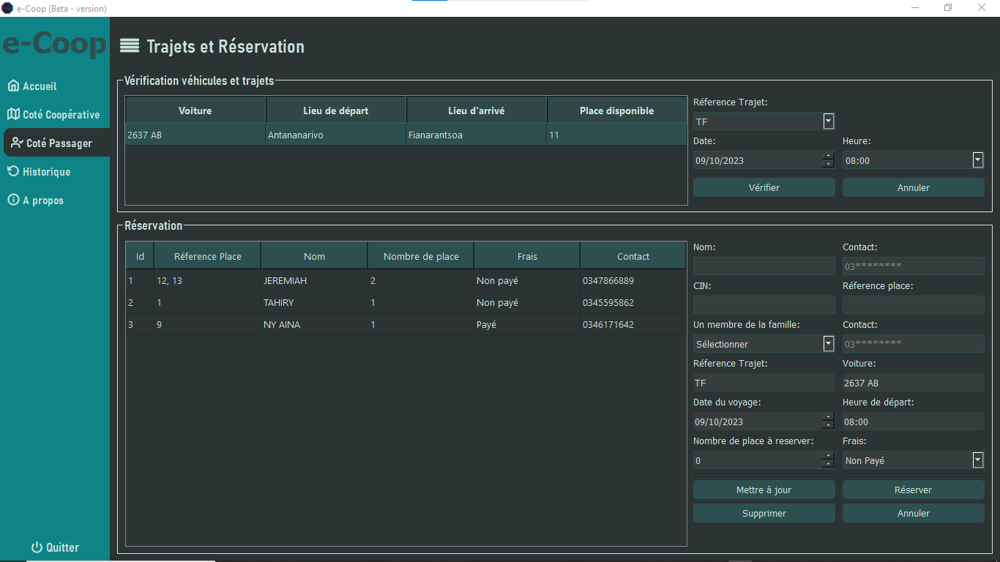 e-Coop (Beta - version)
e-Coop
Accueil
Coté Coopérative
Coté Passager
Historique
A propos
Quitter
Trajets et Réservation
Vérification véhicules et trajets
Voiture Lieu de départ Lieu d'arrivé Place disponible
2637 AB Antananarivo Fianarantsoa 11
Réference Trajet:
TF
Date: Heure:
09/10/2023 08:00
Vérifier Annuler
Réservation
Id Réference Place Nom Nombre de place Frais Contact
1 12, 13 JEREMIAH 2 Non payé 0347866889
2 1 TAHIRY 1 Non payé 0345595862
3 9 NY AINA 1 Payé 0346171642
Nom: Contact:
03********
CIN: Réference place:
Un membre de la famille: Contact:
Sélectionner 03********
Réference Trajet: Voiture:
TF 2637 AB
Date du voyage: Heure de départ:
09/10/2023 08:00
Nombre de place à reserver: Frais:
0 Non Payé
Mettre à jour Réserver
Supprimer Annuler